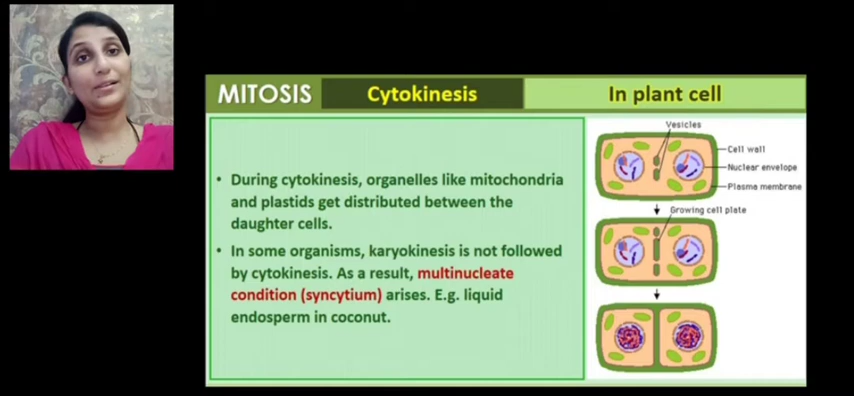 MITOSIS Cytokinesis In plant cell
• During cytokinesis, organelles like mitochondria
and plastids get distributed between the
daughter cells.
• In some organisms, karyokinesis is not followed
by cytokinesis. As a result, multinucleate
condition (syncytium) arises. E.g. liquid
endosperm in coconut.
Vesicles
Cell wall
Nuclear envelope
Plasma membrane
Growing cell plate